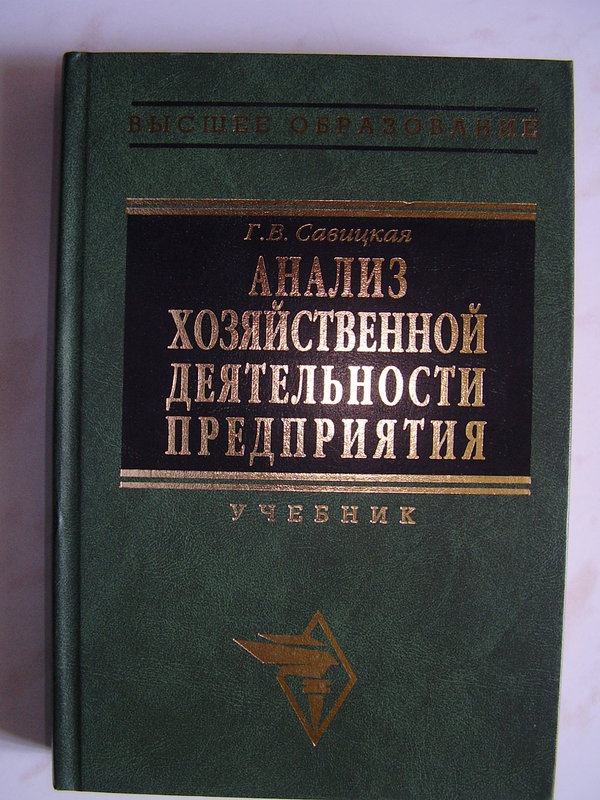 ВЫСШЕЕ ОБРАЗОВАНИЕ
Г.В. Савицкая
АНАЛИЗ
ХОЗЯЙСТВЕННОЙ
ДЕЯТЕЛЬНОСТИ
ПРЕДПРИЯТИЯ
УЧЕБНИК